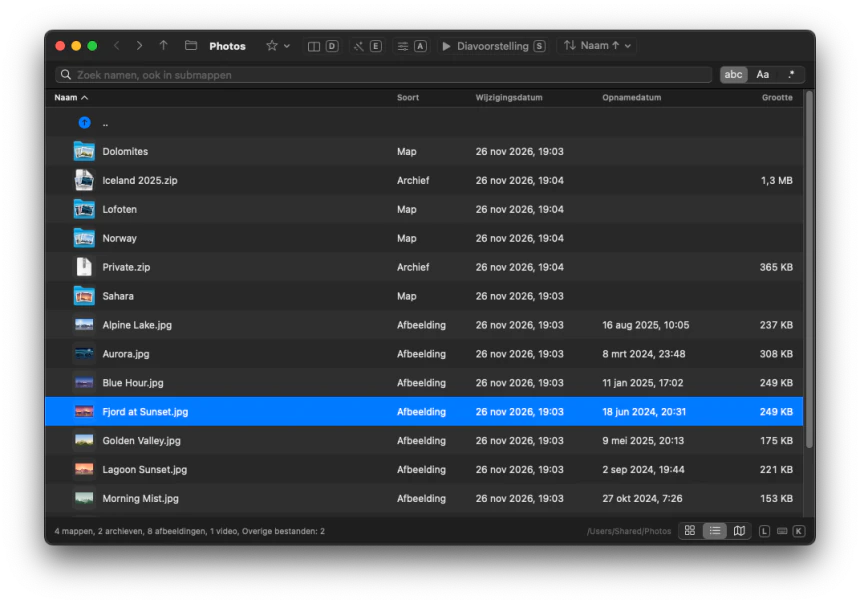 Photos
D
E
A
Diavoorstelling S
Naam
Zoek namen, ook in submappen
abc Aa .*
Naam Soort Wijzigingsdatum Opnamedatum Grootte
..
Dolomites Map 26 nov 2026, 19:03
Iceland 2025.zip Archief 26 nov 2026, 19:04 1,3 MB
Lofoten Map 26 nov 2026, 19:04
Norway Map 26 nov 2026, 19:04
Private.zip Archief 26 nov 2026, 19:04 365 KB
Sahara Map 26 nov 2026, 19:03
Alpine Lake.jpg Afbeelding 26 nov 2026, 19:03 16 aug 2025, 10:05 237 KB
Aurora.jpg Afbeelding 26 nov 2026, 19:03 8 mrt 2024, 23:48 308 KB
Blue Hour.jpg Afbeelding 26 nov 2026, 19:03 11 jan 2025, 17:02 249 KB
Fjord at Sunset.jpg Afbeelding 26 nov 2026, 19:03 18 jun 2024, 20:31 249 KB
Golden Valley.jpg Afbeelding 26 nov 2026, 19:03 9 mei 2025, 20:13 175 KB
Lagoon Sunset.jpg Afbeelding 26 nov 2026, 19:03 2 sep 2024, 19:44 221 KB
Morning Mist.jpg Afbeelding 26 nov 2026, 19:03 27 okt 2024, 7:26 153 KB
4 mappen, 2 archieven, 8 afbeeldingen, 1 video, Overige bestanden: 2
/Users/Shared/Photos
L
K